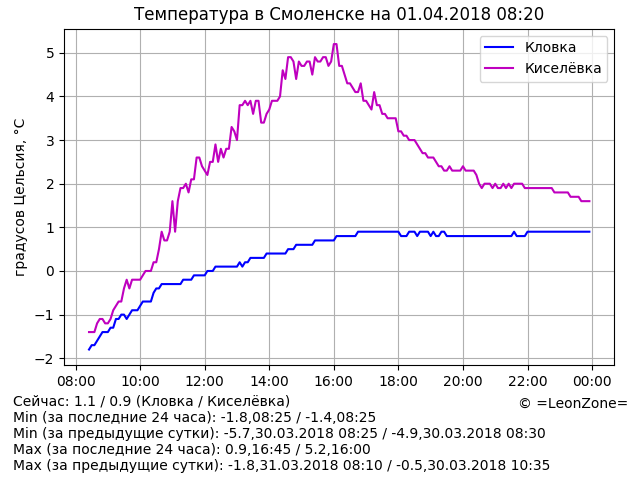 Температура в Смоленске на 01.04.2018 08:20
градусов Цельсия, °C
5
4
3
2
1
0
−1
−2
Кловка
Киселёвка
08:00 10:00 12:00 14:00 16:00 18:00 20:00 22:00 00:00
Сейчас: 1.1 / 0.9 (Кловка / Киселёвка)
© =LeonZone=
Min (за последние 24 часа): -1.8,08:25 / -1.4,08:25
Min (за предыдущие сутки): -5.7,30.03.2018 08:25 / -4.9,30.03.2018 08:30
Max (за последние 24 часа): 0.9,16:45 / 5.2,16:00
Max (за предыдущие сутки): -1.8,31.03.2018 08:10 / -0.5,30.03.2018 10:35